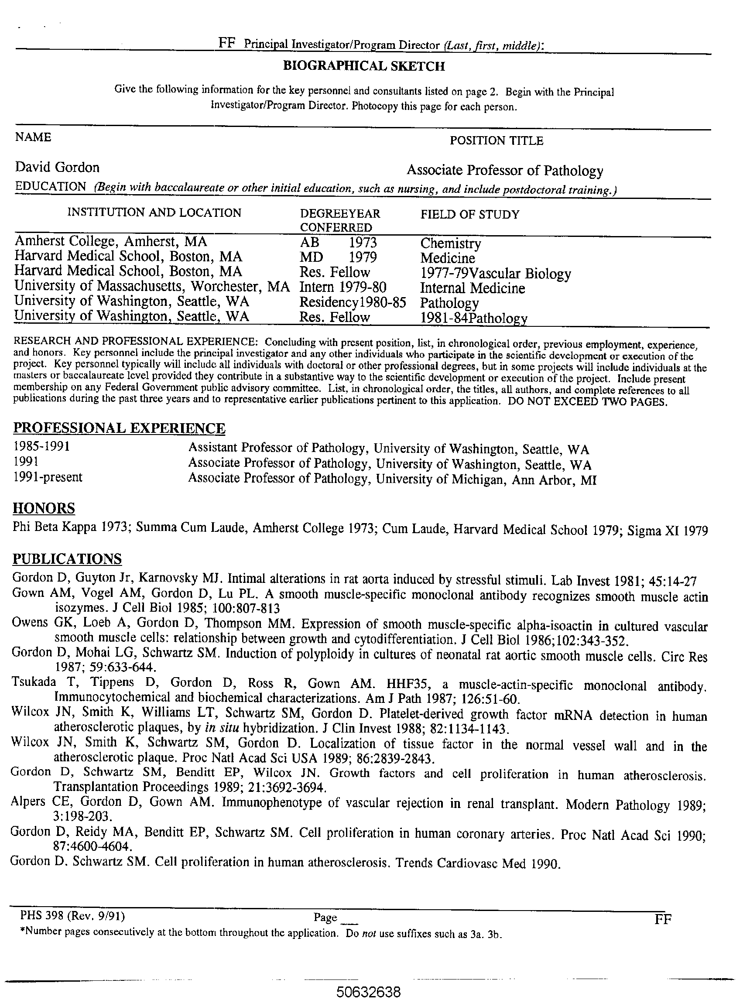 FF Principal Investigator/Program Director (Last, first, middle):
BIOGRAPHICAL SKETCH
Give the following information for the key personnel and consultants listed on page 2. Begin with the Principal
Investigator/Program Director. Photocopy this page for each person.
NAME POSITION TITLE
David Gordon Associate Professor of Pathology
EDUCATION (Begin with baccalaureate or other initial education, such as nursing, and include postdoctoral training.)
INSTITUTION AND LOCATION DEGREEYEAR FIELD OF STUDY
CONFERRED
Amherst College, Amherst, MA AB 1973 Chemistry
Harvard Medical School, Boston, MA MD 1979 Medicine
Harvard Medical School, Boston, MA Res. Fellow 1977-79Vascular Biology
University of Massachusetts, Worchester, MA Intern 1979-80 Internal Medicine
University of Washington, Seattle, WA Residency1980-85 Pathology
University of Washington, Seattle, WA Res. Fellow 1981-84Pathology
RESEARCH AND PROFESSIONAL EXPERIENCE: Concluding with present position, list, in chronological order, previous employment, experience,
and honors. Key personnel include the principal investigator and any other individuals who participate in the scientific development or execution of the
project. Key personnel typically will include all individuals with doctoral or other professional degrees, but in some projects will include individuals at the
masters or baccalaureate level provided they contribute in a substantive way to the scientific development or execution of the project. Include present
membership on any Federal Government public advisory committee. List, in chronological order, the titles, all authors, and complete references to all
publications during the past three years and to representative earlier publications pertinent to this application. DO NOT EXCEED TWO PAGES.
PROFESSIONAL EXPERIENCE
1985-1991 Assistant Professor of Pathology, University of Washington, Seattle, WA
1991 Associate Professor of Pathology, University of Washington, Seattle, WA
1991-present Associate Professor of Pathology, University of Michigan, Ann Arbor, MI
HONORS
Phi Beta Kappa 1973; Summa Cum Laude, Amherst College 1973; Cum Laude, Harvard Medical School 1979; Sigma XI 1979
PUBLICATIONS
Gordon D, Guyton Jr, Karnovsky MJ. Intimal alterations in rat aorta induced by stressful stimuli. Lab Invest 1981; 45:14-27
Gown AM, Vogel AM, Gordon D, Lu PL. A smooth muscle-specific monoclonal antibody recognizes smooth muscle actin
isozymes. J Cell Biol 1985; 100:807-813
Owens GK, Loeb A, Gordon D, Thompson MM. Expression of smooth muscle-specific alpha-isoactin in cultured vascular
smooth muscle cells: relationship between growth and cytodifferentiation. J Cell Biol 1986;102:343-352.
Gordon D, Mohai LG, Schwartz SM. Induction of polyploidy in cultures of neonatal rat aortic smooth muscle cells. Circ Res
1987; 59:633-644.
Tsukada T, Tippens D, Gordon D, Ross R, Gown AM. HHF35, a muscle-actin-specific monoclonal antibody.
Immunocytochemical and biochemical characterizations. Am J Path 1987; 126:51-60.
Wilcox JN, Smith K, Williams LT, Schwartz SM, Gordon D. Platelet-derived growth factor mRNA detection in human
atherosclerotic plaques, by in situ hybridization. J Clin Invest 1988; 82:1134-1143.
Wilcox JN, Smith K, Schwartz SM, Gordon D. Localization of tissue factor in the normal vessel wall and in the
atherosclerotic plaque. Proc Natl Acad Sci USA 1989; 86:2839-2843.
Gordon D, Schwartz SM, Benditt EP, Wilcox JN. Growth factors and cell proliferation in human atherosclerosis.
Transplantation Proceedings 1989; 21:3692-3694.
Alpers CE, Gordon D, Gown AM. Immunophenotype of vascular rejection in renal transplant. Modern Pathology 1989;
3:198-203.
Gordon D, Reidy MA, Benditt EP, Schwartz SM. Cell proliferation in human coronary arteries. Proc Natl Acad Sci 1990;
87:4600-4604.
Gordon D. Schwartz SM. Cell proliferation in human atherosclerosis. Trends Cardiovasc Med 1990.
PHS 398 (Rev. 9/91) Page __ FF
*Number pages consecutively at the bottom throughout the application. Do not use suffixes such as 3a. 3b.
50632638